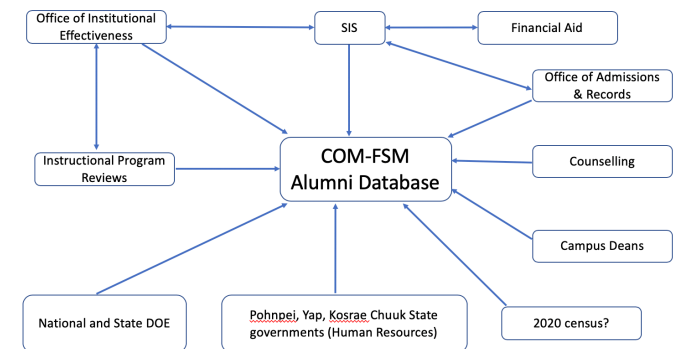 Office of Institutional
Effectiveness
SIS
Financial Aid
Office of Admissions
& Records
Instructional Program
Reviews
COM-FSM
Alumni Database
Counselling
Campus Deans
National and State DOE
Pohnpei, Yap, Kosrae Chuuk State
governments (Human Resources)
2020 census?